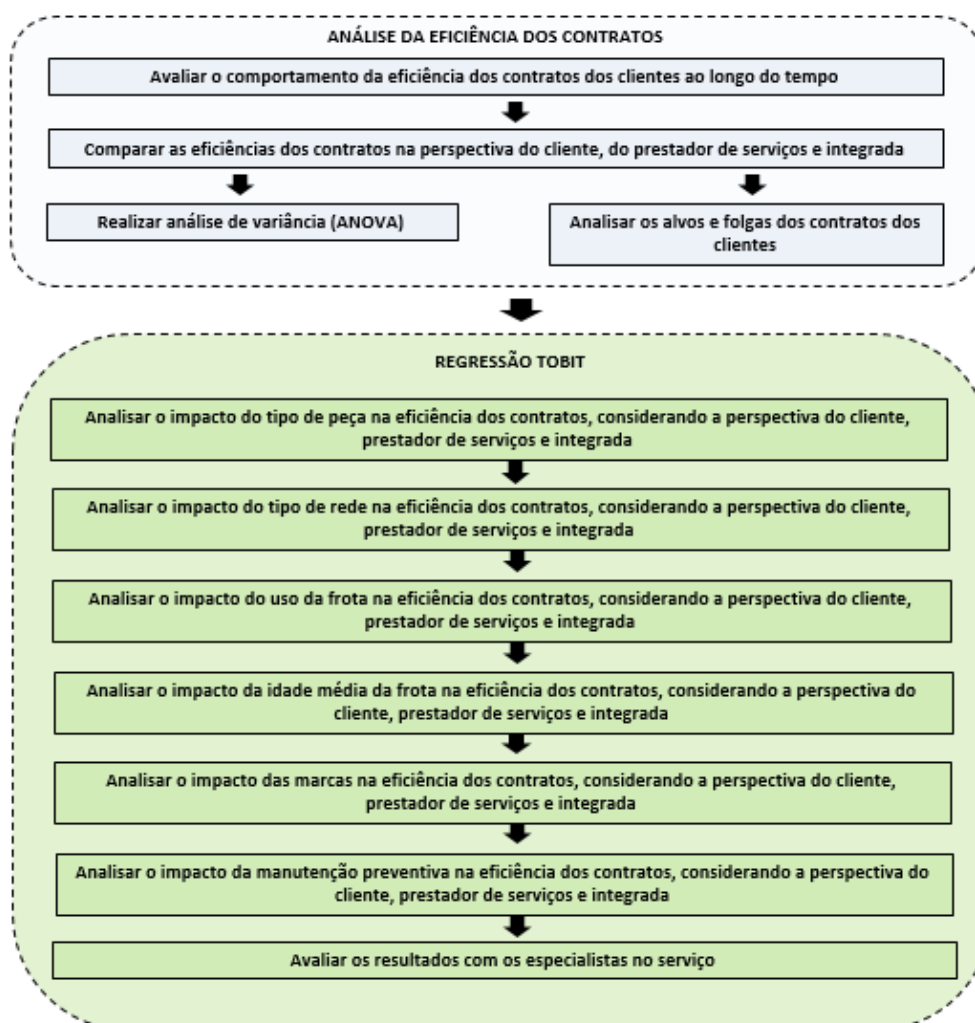 ANÁLISE DA EFICIÊNCIA DOS CONTRATOS
Avaliar o comportamento da eficiência dos contratos dos clientes ao longo do tempo
Comparar as eficiências dos contratos na perspectiva do cliente, do prestador de serviços e integrada
Realizar análise de variância (ANOVA)
Analisar os alvos e folgas dos contratos dos
clientes
REGRESSÃO TOBIT
Analisar o impacto do tipo de peça na eficiência dos contratos, considerando a perspectiva do cliente,
prestador de serviços e integrada
Analisar o impacto do tipo de rede na eficiência dos contratos, considerando a perspectiva do cliente,
prestador de serviços e integrada
Analisar o impacto do uso da frota na eficiência dos contratos, considerando a perspectiva do cliente,
prestador de serviços e integrada
Analisar o impacto da idade média da frota na eficiência dos contratos, considerando a perspectiva do
cliente, prestador de serviços e integrada
Analisar o impacto das marcas na eficiência dos contratos, considerando a perspectiva do cliente,
prestador de serviços e integrada
Analisar o impacto da manutenção preventiva na eficiência dos contratos, considerando a perspectiva do
cliente, prestador de serviços e integrada
Avaliar os resultados com os especialistas no serviço